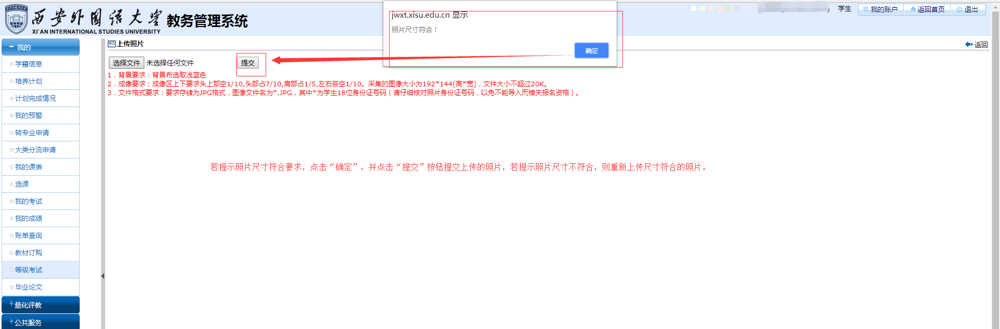 西安外国语大学 教务管理系统
XI'AN INTERNATIONAL STUDIES UNIVERSITY
jwxt.xisu.edu.cn 显示
照片尺寸符合！
确定
学生 我的账户 返回首页 退出
我的
学籍信息
培养计划
计划完成情况
我的预警
转专业申请
大类分流申请
我的课表
选课
我的考试
我的成绩
账单查询
教材订购
等级考试
毕业论文
量化评教
公共服务
上传照片
返回
选择文件 未选择任何文件 提交
1．背景要求：背景布选取浅蓝色
2．成像要求：成像区上下要求头上部空1/10,头部占7/10,肩部占1/5,左右各空1/10。采集的图像大小为192*144(高*宽)，文件大小不超过20K。
3．文件格式要求：要求存储为JPG格式，图像文件名为*.JPG，其中*为学生18位身份证号码（请仔细核对照片身份证号码，以免不能导入而错失报名资格）。
若提示照片尺寸符合要求，点击“确定”，并点击“提交”按钮提交上传的照片，若提示照片尺寸不符合，则重新上传尺寸符合的照片。